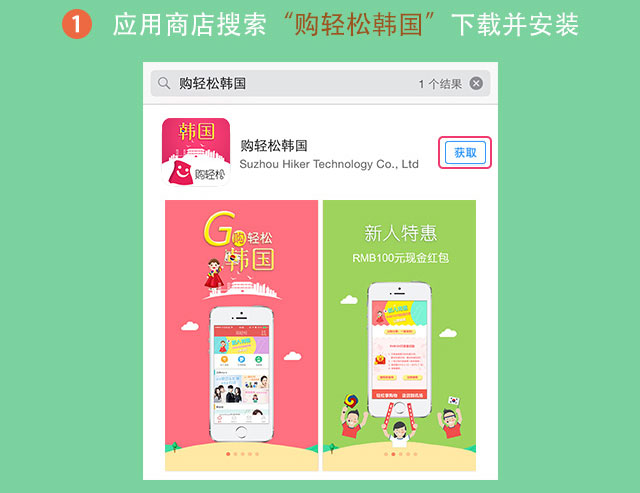 1 应用商店搜索“购轻松韩国”下载并安装
购轻松韩国
1 个结果
韩国
购轻松
购轻松韩国
Suzhou Hiker Technology Co., Ltd
获取
G购轻松
韩国
新人特惠
RMB100元现金红包